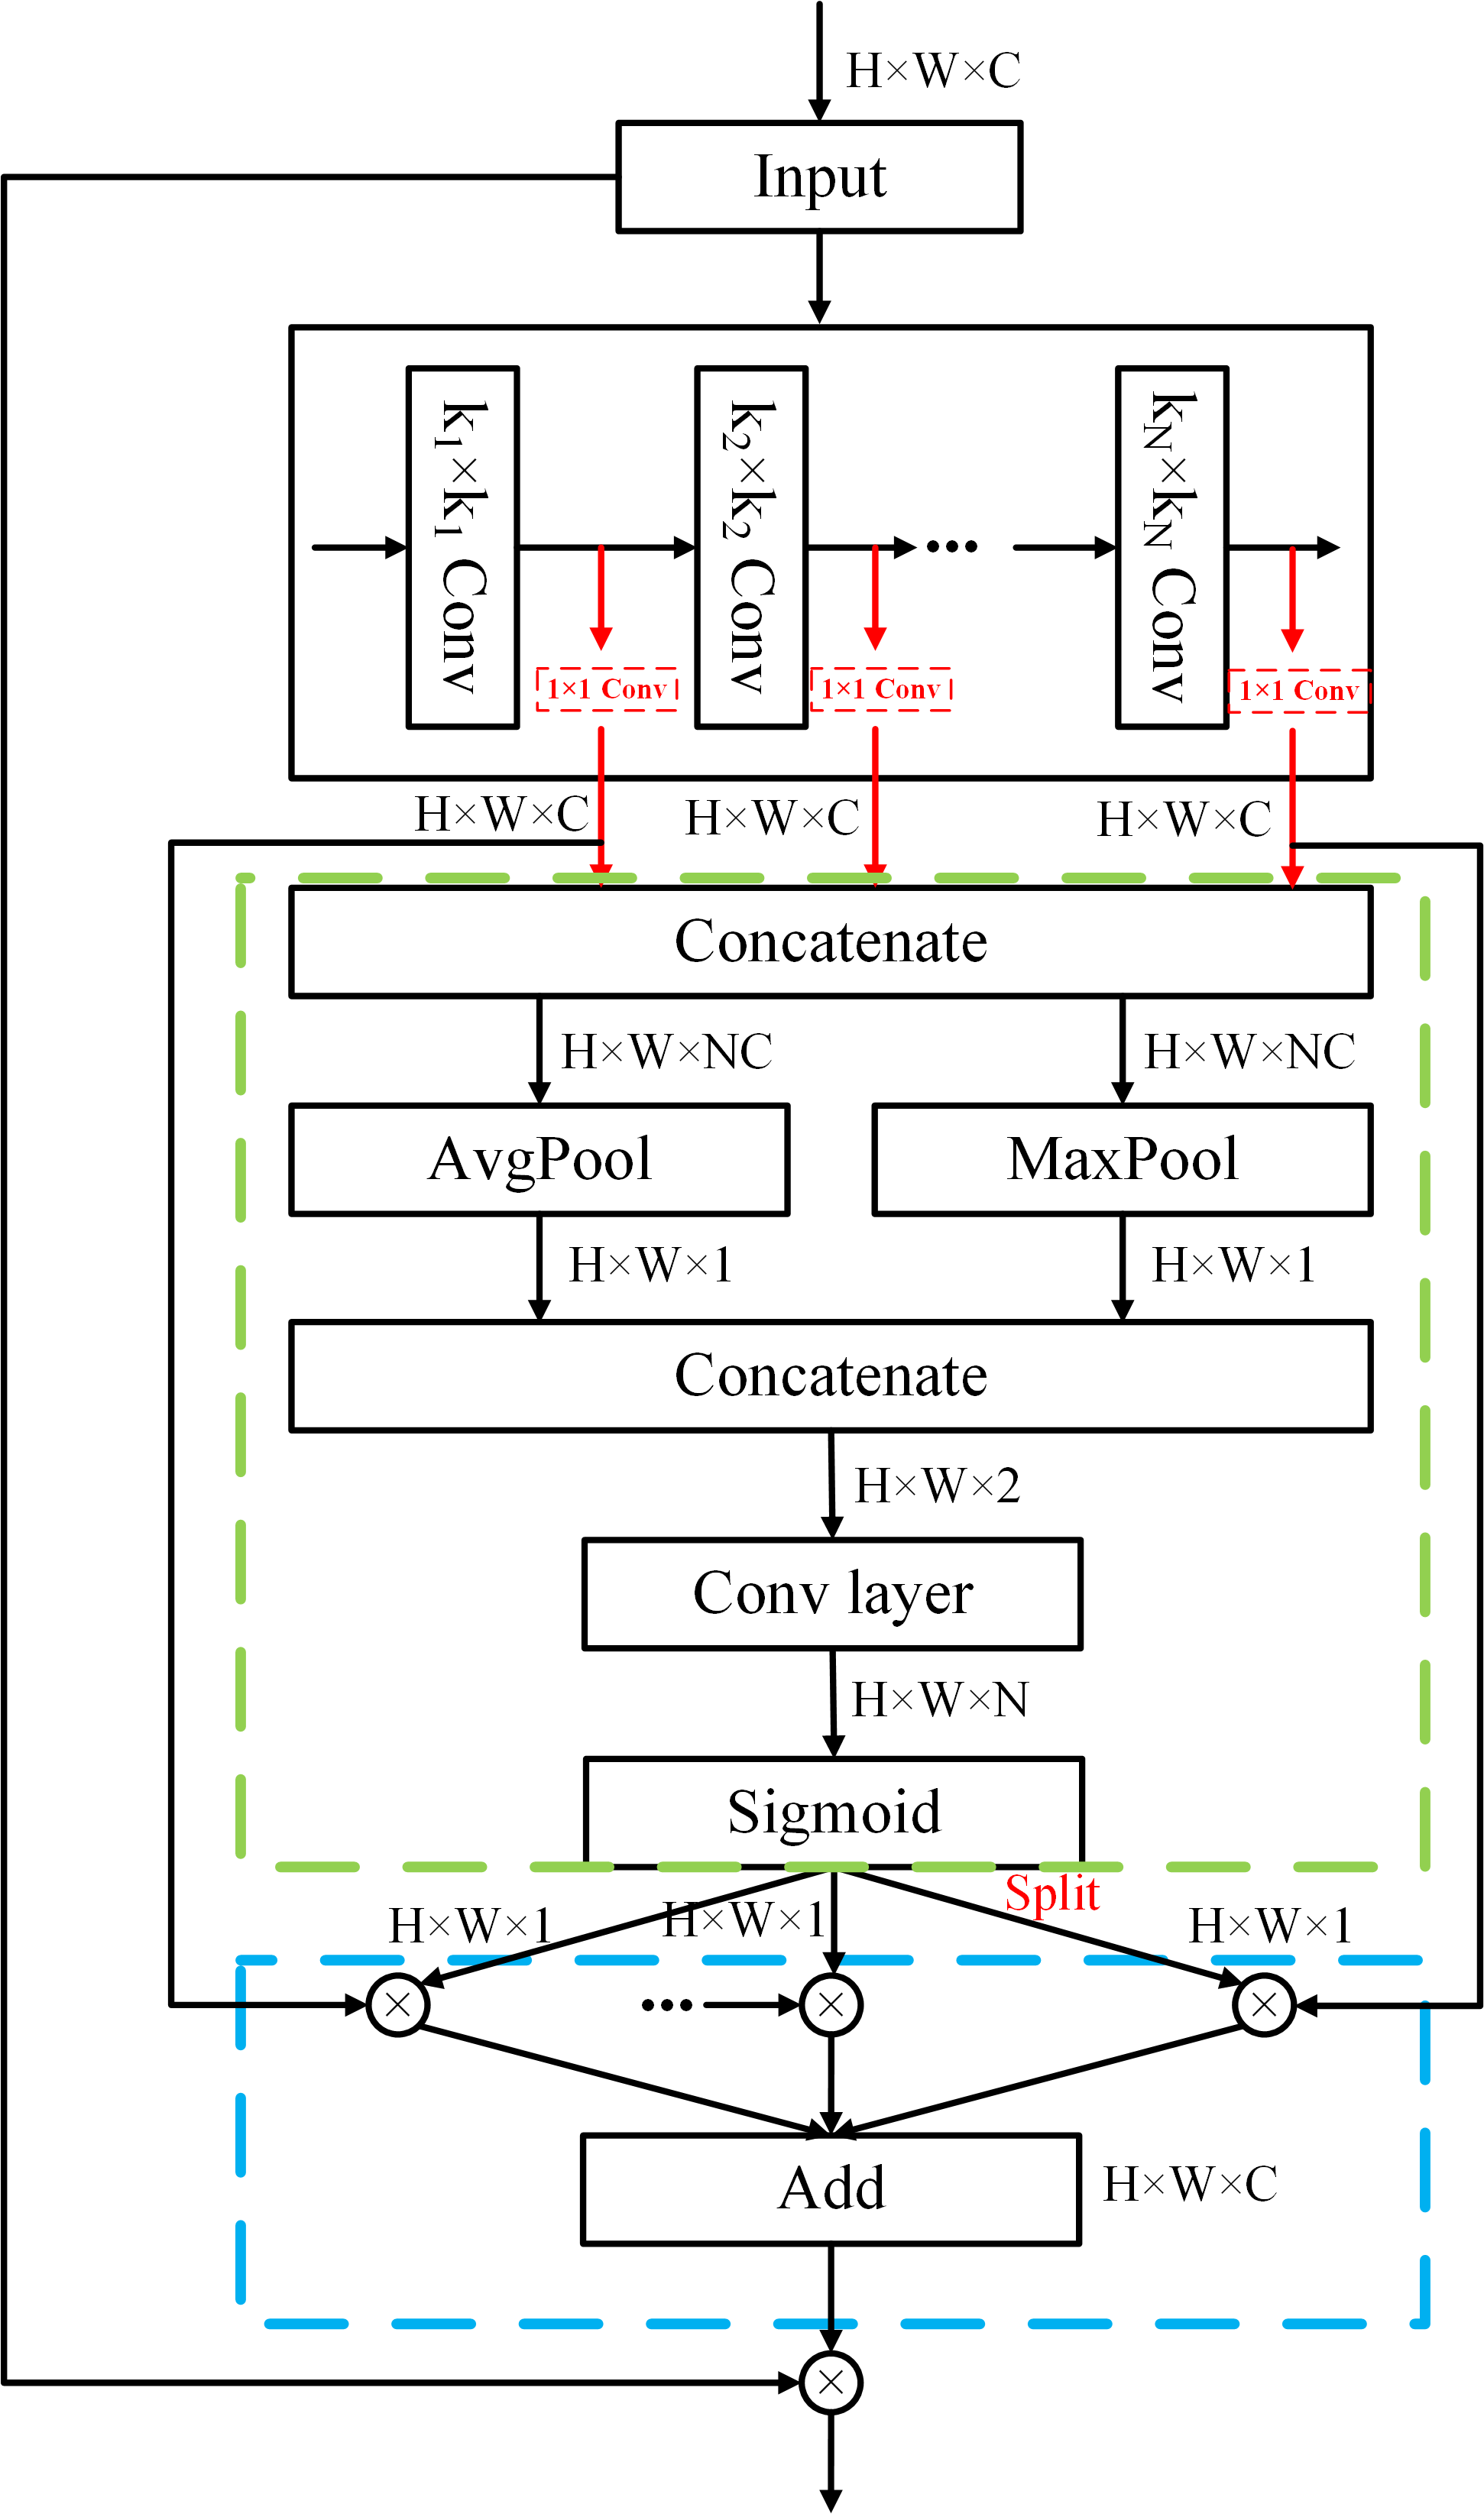 H×W×C
Input
k₁×k₁ Conv
k₂×k₂ Conv
•••
kN×kN Conv
1×1 Conv
1×1 Conv
1×1 Conv
H×W×C
H×W×C
H×W×C
Concatenate
H×W×NC
H×W×NC
AvgPool
MaxPool
H×W×1
H×W×1
Concatenate
H×W×2
Conv layer
H×W×N
Sigmoid
Split
H×W×1
H×W×1
H×W×1
×
•••
×
×
Add
H×W×C
×